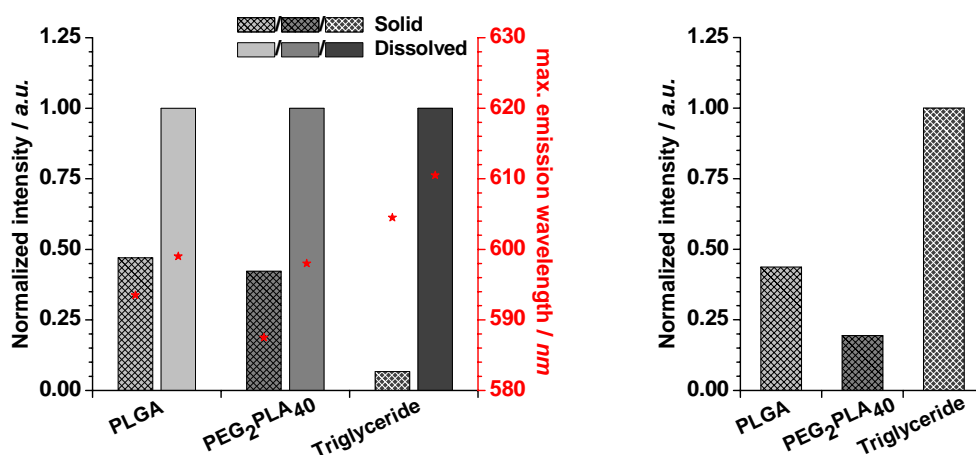 // Solid
// Dissolved
Normalized intensity / a.u.
1.25
1.00
0.75
0.50
0.25
0.00
PLGA
PEG2PLA40
Triglyceride
630
620
610
600
590
580
max. emission wavelength / nm
Normalized intensity / a.u.
1.25
1.00
0.75
0.50
0.25
0.00
PLGA
PEG2PLA40
Triglyceride